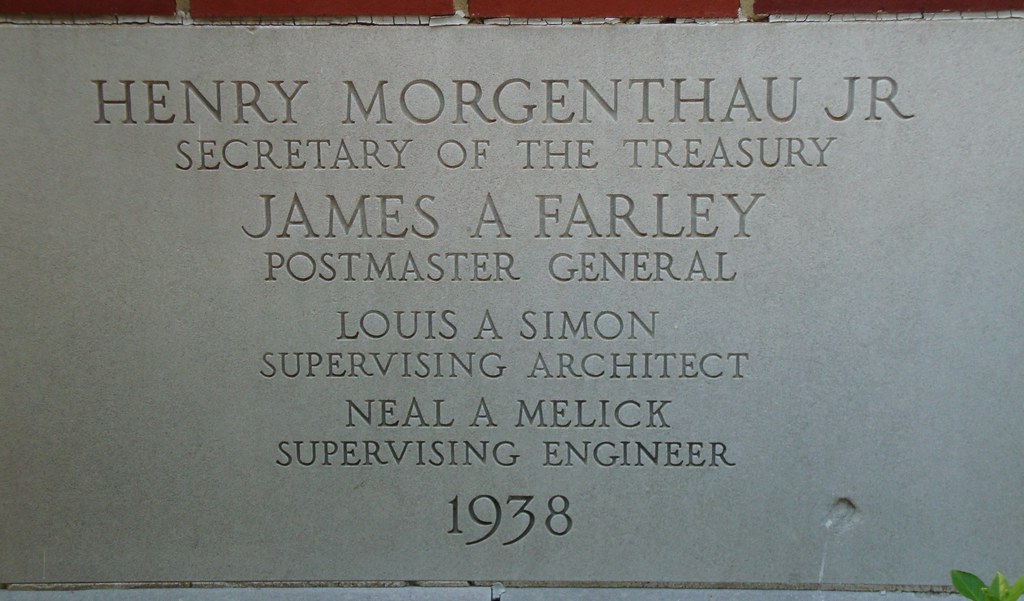 HENRY MORGENTHAU JR
SECRETARY OF THE TREASURY
JAMES A FARLEY
POSTMASTER GENERAL
LOUIS A SIMON
SUPERVISING ARCHITECT
NEAL A MELICK
SUPERVISING ENGINEER
1938